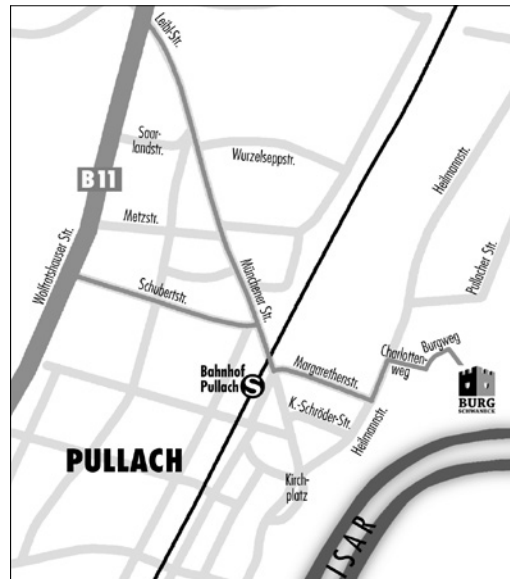 Leibl-Str.
Saar-
landstr.
Wurzelseppstr.
Heilmannstr.
B11
Metzstr.
Wolfratshauser Str.
Münchener Str.
Pullacher Str.
Schubertstr.
Burgweg
Charlotten-
weg
Bahnhof
Pullach
S
Margarethenstr.
BURG
SCHWANECK
K.-Schröder-Str.
Heilmannstr.
PULLACH
Kirch-
platz
ISAR